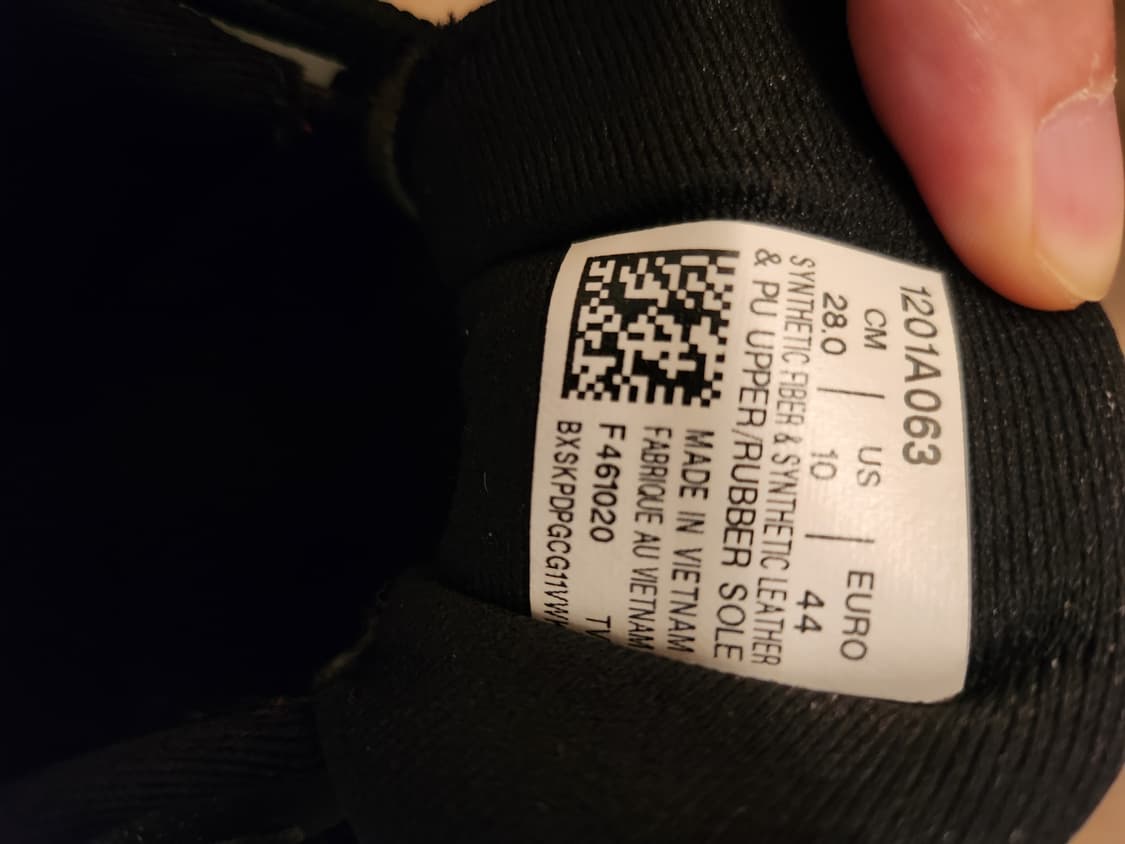 1201A063
CM | US | EURO
28.0 10 44
SYNTHETIC FIBER & SYNTHETIC LEATHER
& PU UPPER/RUBBER SOLE
MADE IN VIETNAM
FABRIQUE AU VIETNAM
F461020